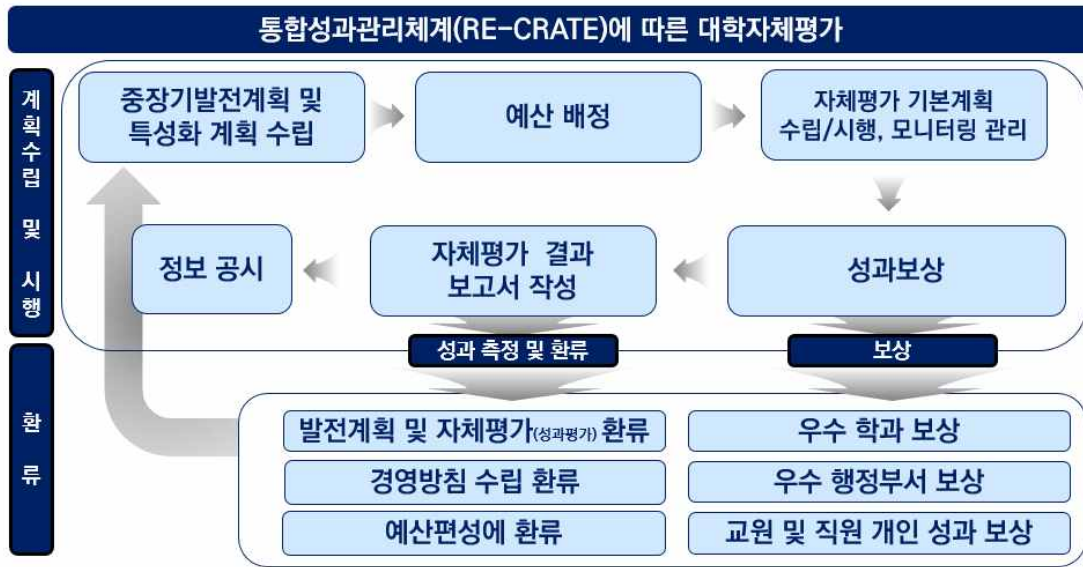 통합성과관리체계(RE-CRATE)에 따른 대학자체평가
계획수립 및 시행
중장기발전계획 및
특성화 계획 수립
예산 배정
자체평가 기본계획
수립/시행, 모니터링 관리
정보 공시
자체평가 결과
보고서 작성
성과보상
성과 측정 및 환류
보상
환류
발전계획 및 자체평가(성과평가) 환류
우수 학과 보상
경영방침 수립 환류
우수 행정부서 보상
예산편성에 환류
교원 및 직원 개인 성과 보상